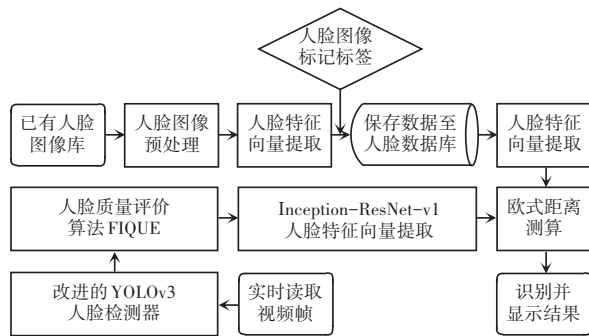 人脸图像
标记标签
已有人脸
图像库
人脸图像
预处理
人脸特征
向量提取
保存数据至
人脸数据库
人脸特征
向量提取
人脸质量评价
算法FIQUE
Inception-ResNet-v1
人脸特征向量提取
欧式距离
测算
改进的YOLOv3
人脸检测器
实时读取
视频帧
识别并
显示结果